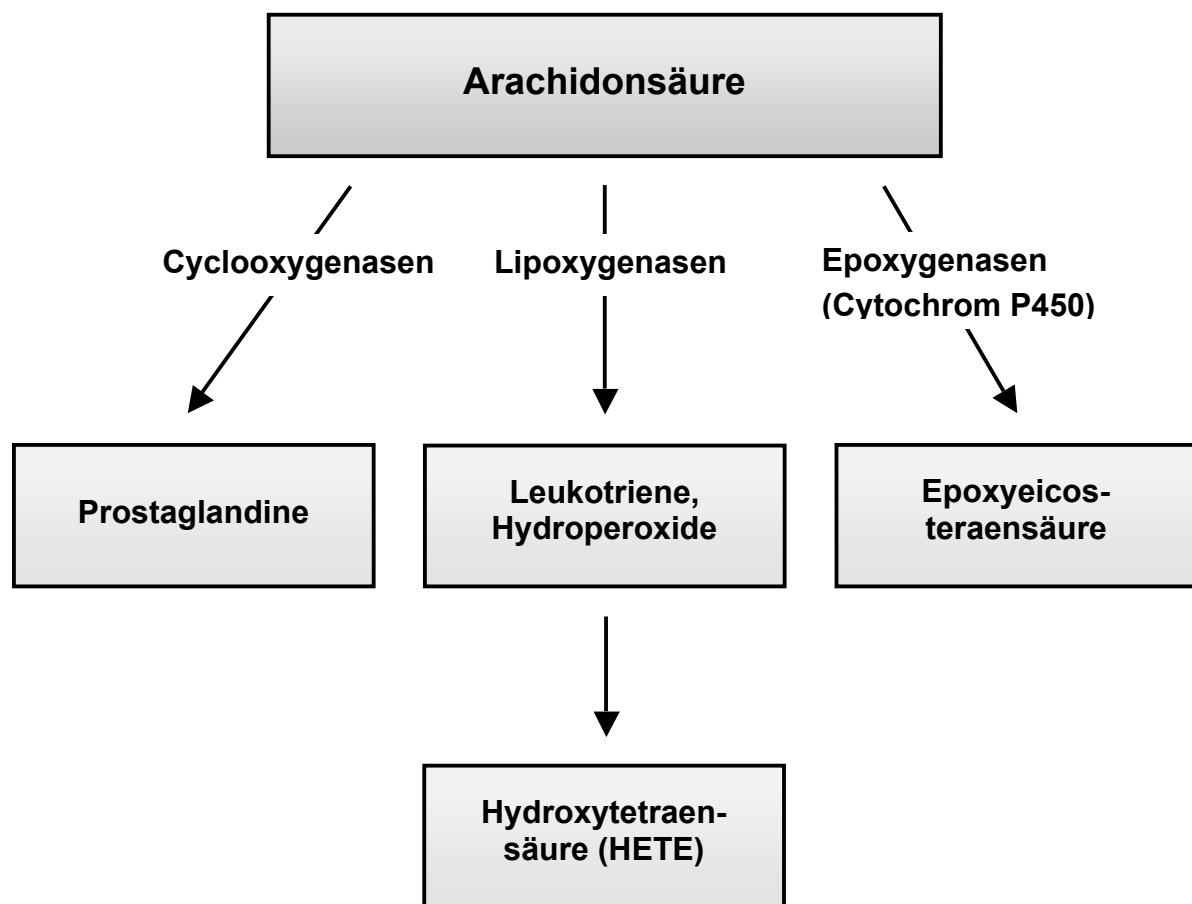 Arachidonsäure
Cyclooxygenasen
Lipoxygenasen
Epoxygenasen
(Cytochrom P450)
Prostaglandine
Leukotriene,
Hydroperoxide
Epoxyeicos-
teraensäure
Hydroxytetraen-
säure (HETE)